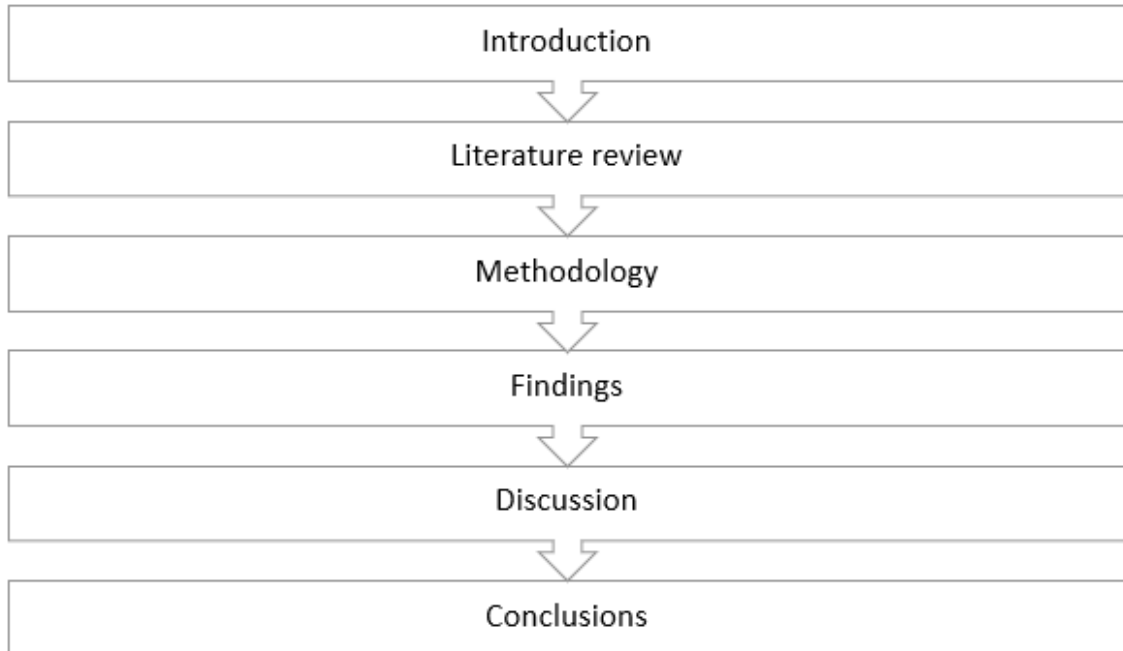 Introduction
Literature review
Methodology
Findings
Discussion
Conclusions